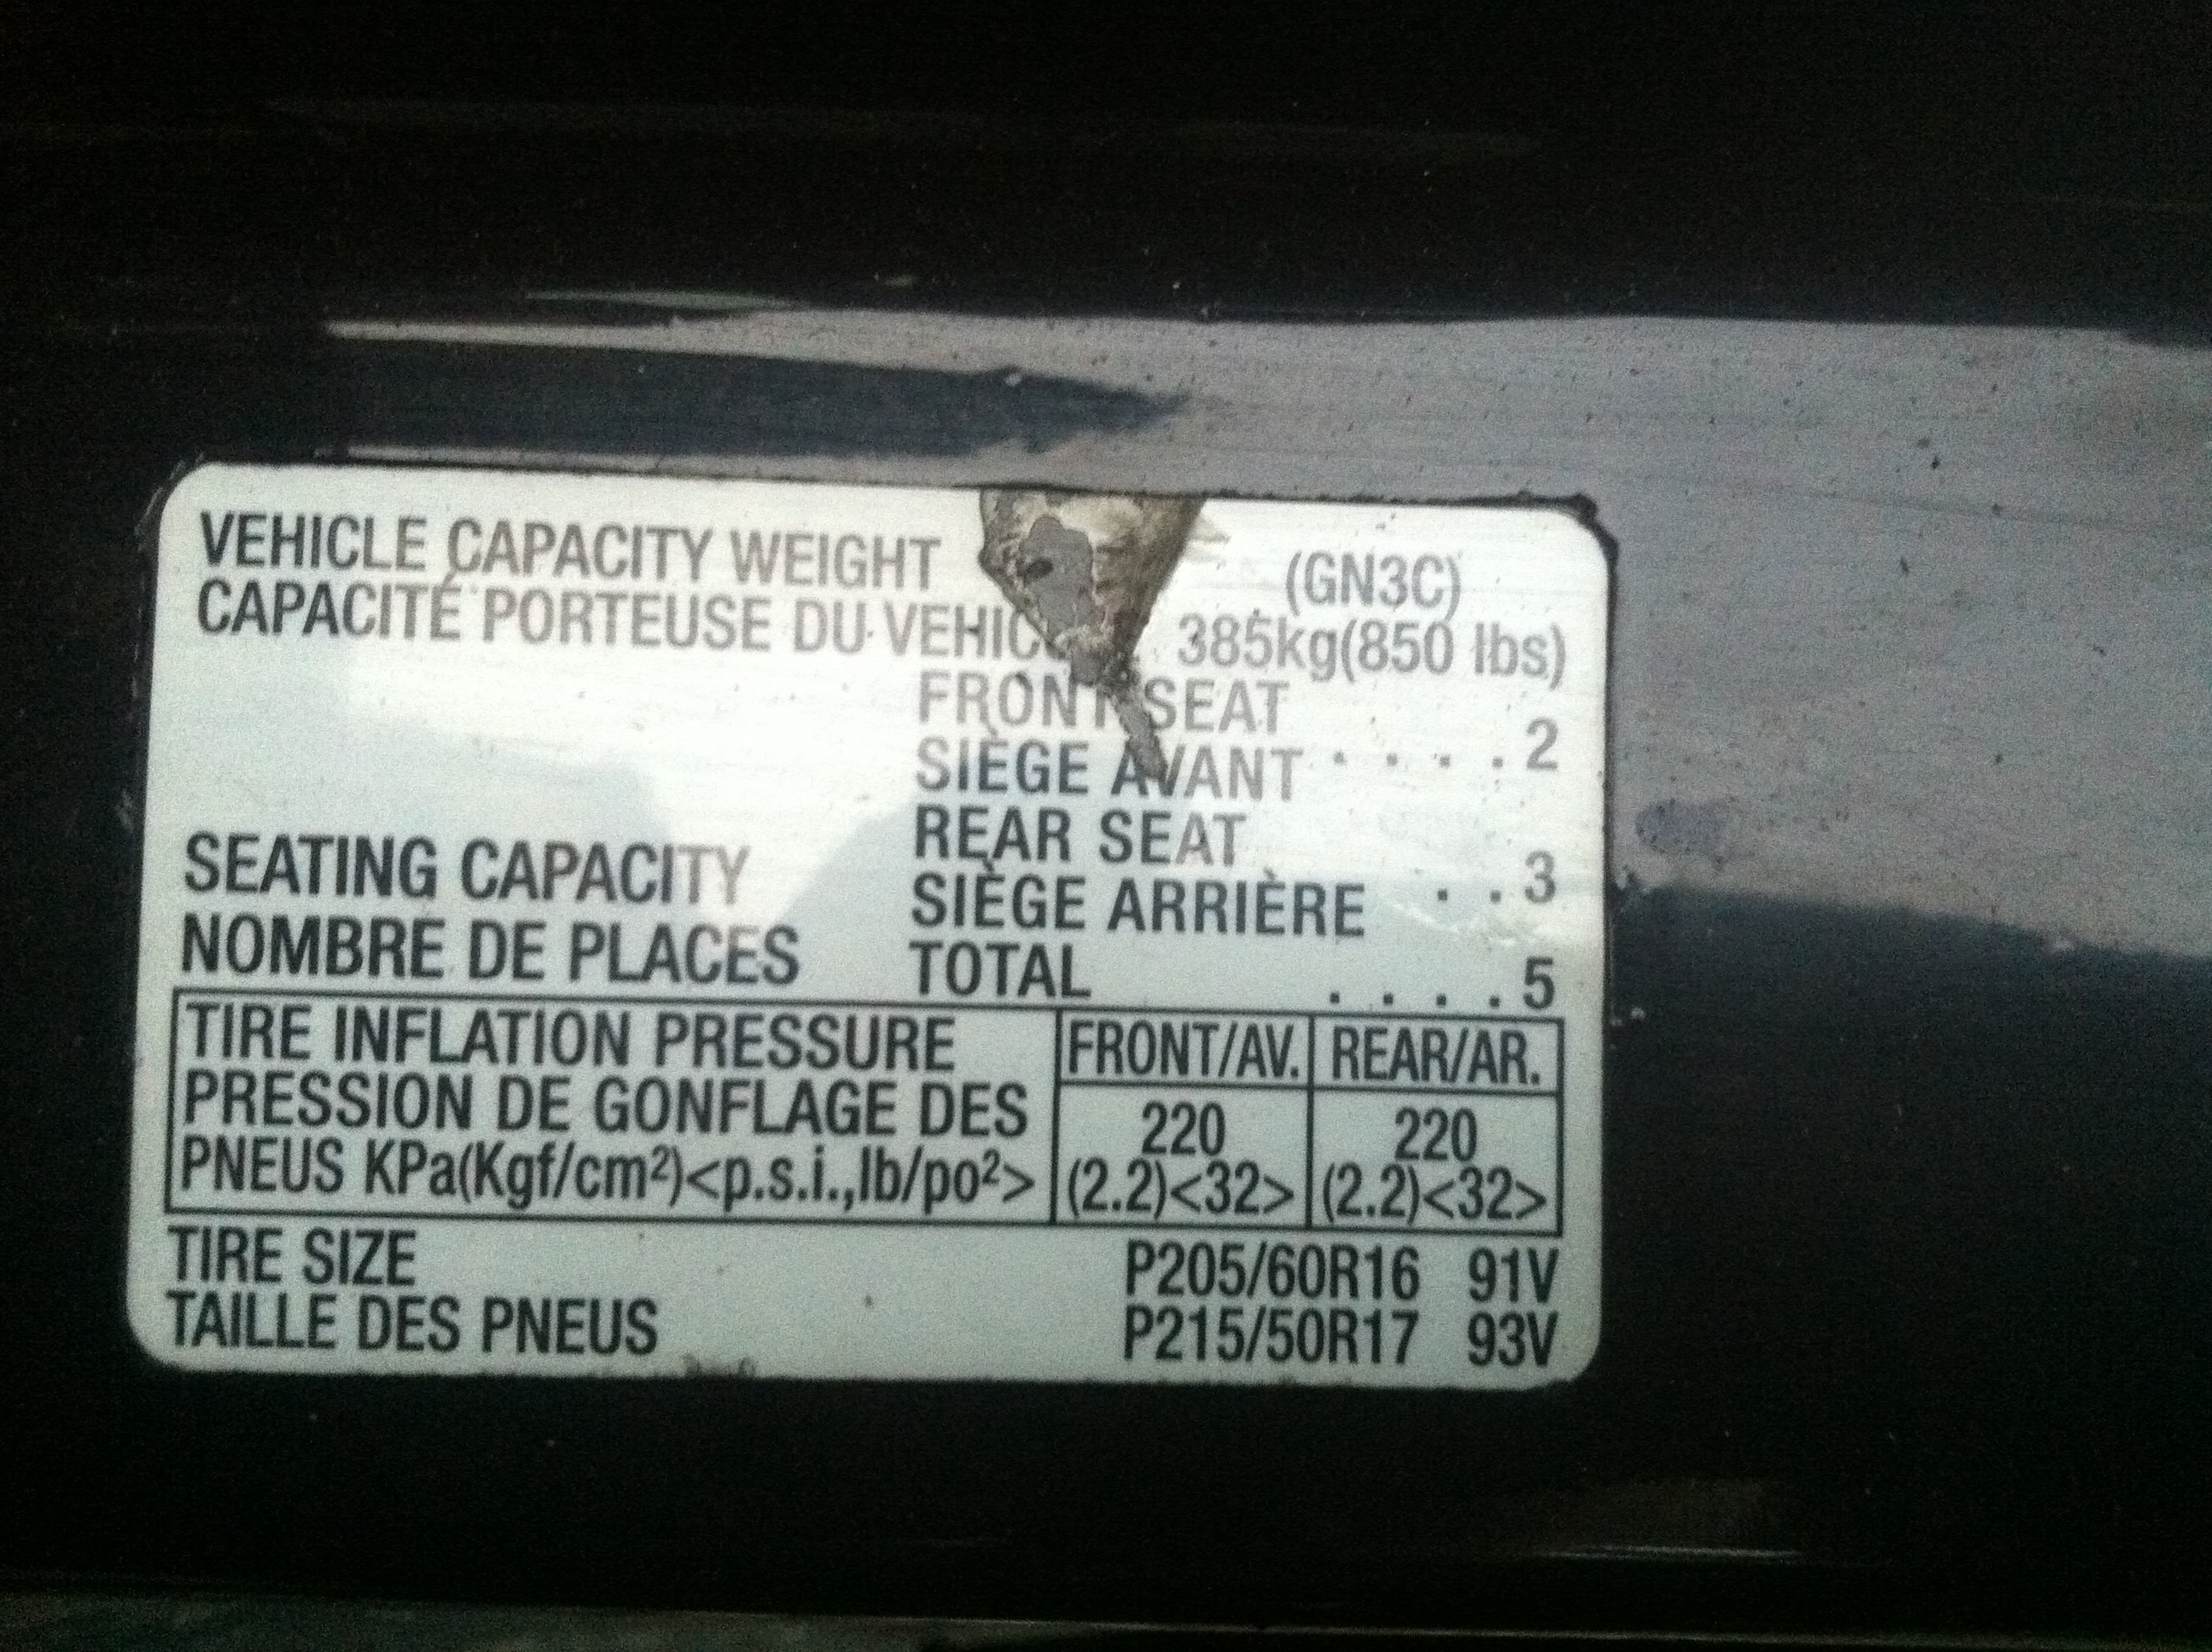 VEHICLE CAPACITY WEIGHT (GN3C)
CAPACITÉ PORTEUSE DU 385kg(850 lbs)
FRONT SEAT
SIÈGE AVANT . . . . 2
REAR SEAT
SEATING CAPACITY . . 3
SIÈGE ARRIÈRE
NOMBRE DE PLACES TOTAL . . . . 5
TIRE INFLATION PRESSURE FRONT/AV. REAR/AR.
PRESSION DE GONFLAGE DES 220 220
PNEUS KPa(Kgf/cm²)<p.s.i.,lb/po²> (2.2)<32> (2.2)<32>
TIRE SIZE P205/60R16 91V
TAILLE DES PNEUS P215/50R17 93V